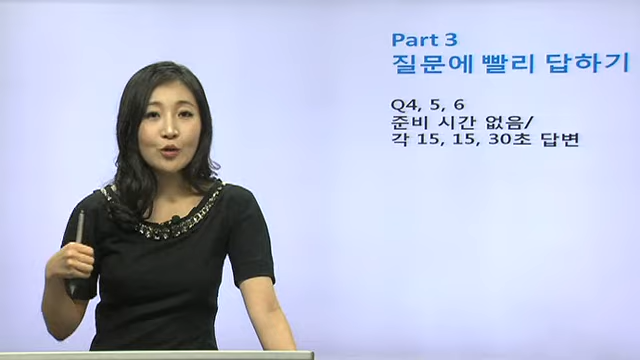 Part 3
질문에 빨리 답하기
Q4, 5, 6
준비 시간 없음/
각 15, 15, 30초 답변